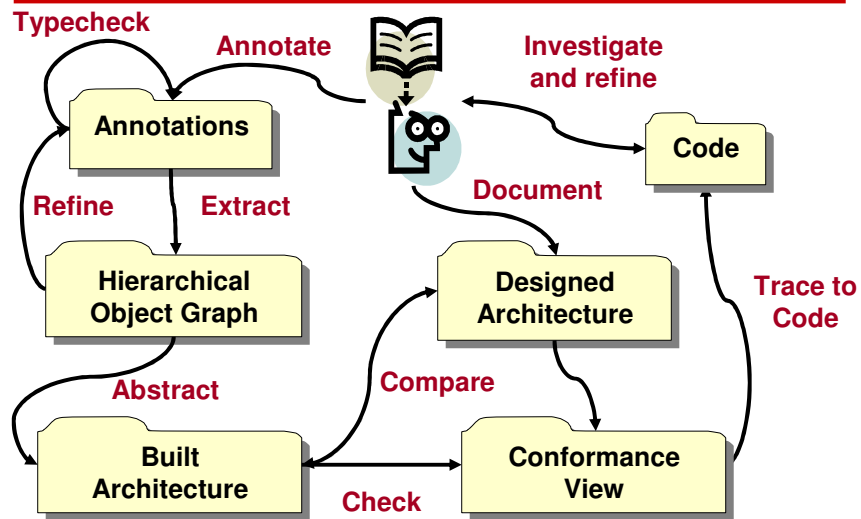 Typecheck
Annotate
Investigate
and refine
Annotations
Code
Refine
Extract
Document
Hierarchical
Object Graph
Designed
Architecture
Trace to
Code
Abstract
Compare
Built
Architecture
Check
Conformance
View